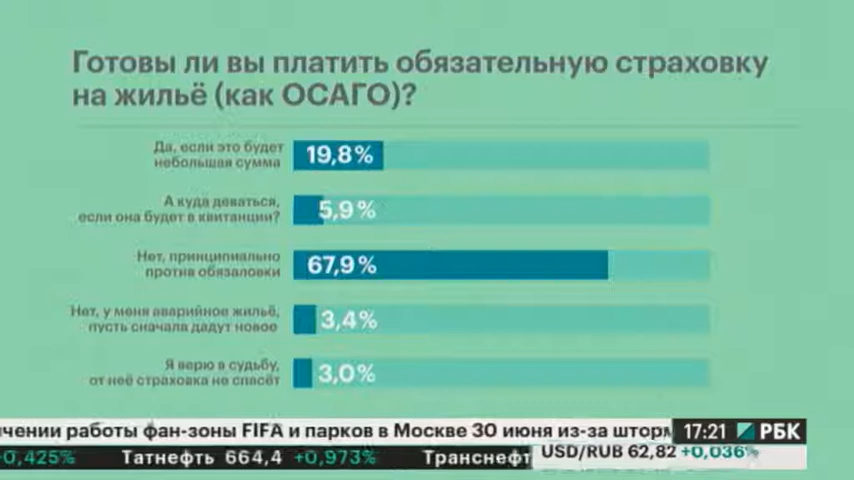 Готовы ли вы платить обязательную страховку
на жильё (как ОСАГО)?
Да, если это будет
небольшая сумма
19,8%
А куда деваться,
если она будет в квитанции?
5,9%
Нет, принципиально
против обязаловки
67,9%
Нет, у меня аварийное жильё,
пусть сначала дадут новое
3,4%
Я верю в судьбу,
от неё страховка не спасёт
3,0%
работы фан-зоны FIFA и парков в Москве 30 июня из-за
17:21 РБК
0,425% Татнефть 664,4 +0,973% Транснефт
USD/RUB 62,82 +0,036%